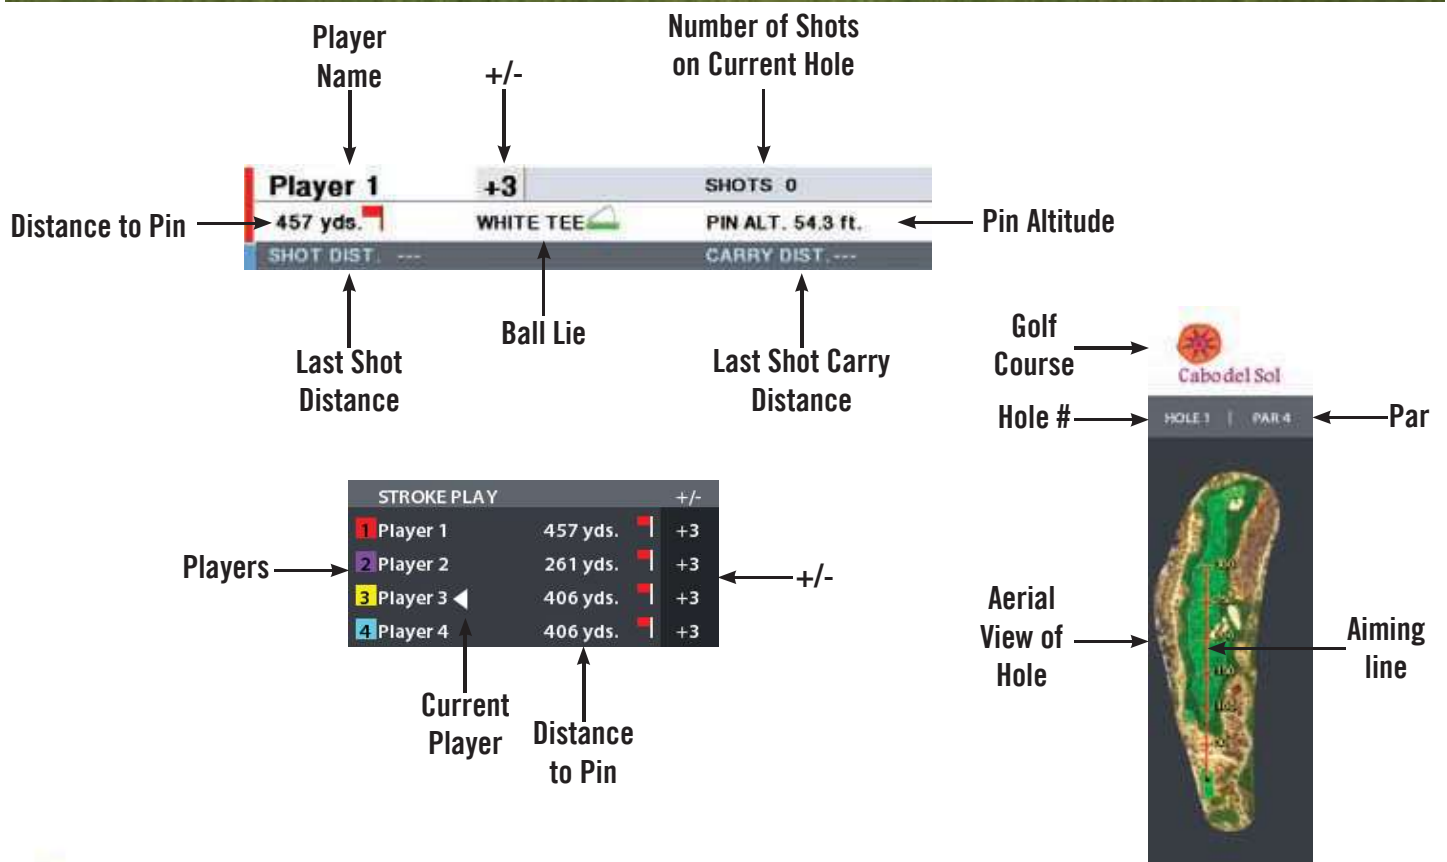 Player
Name
+/-
Number of Shots
on Current Hole
Player 1 +3 SHOTS 0
Distance to Pin
457 yds. WHITE TEE PIN ALT. 54.3 ft.
Pin Altitude
SHOT DIST. --- CARRY DIST. ---
Last Shot
Distance
Ball Lie
Last Shot Carry
Distance
Golf
Course
Cabo del Sol
Hole #
HOLE 1 | PAR 4
Par
STROKE PLAY +/-
1 Player 1 457 yds. +3
2 Player 2 261 yds. +3
3 Player 3 406 yds. +3
4 Player 4 406 yds. +3
Players
+/-
Current
Player
Distance
to Pin
Aerial
View of
Hole
Aiming
line
300